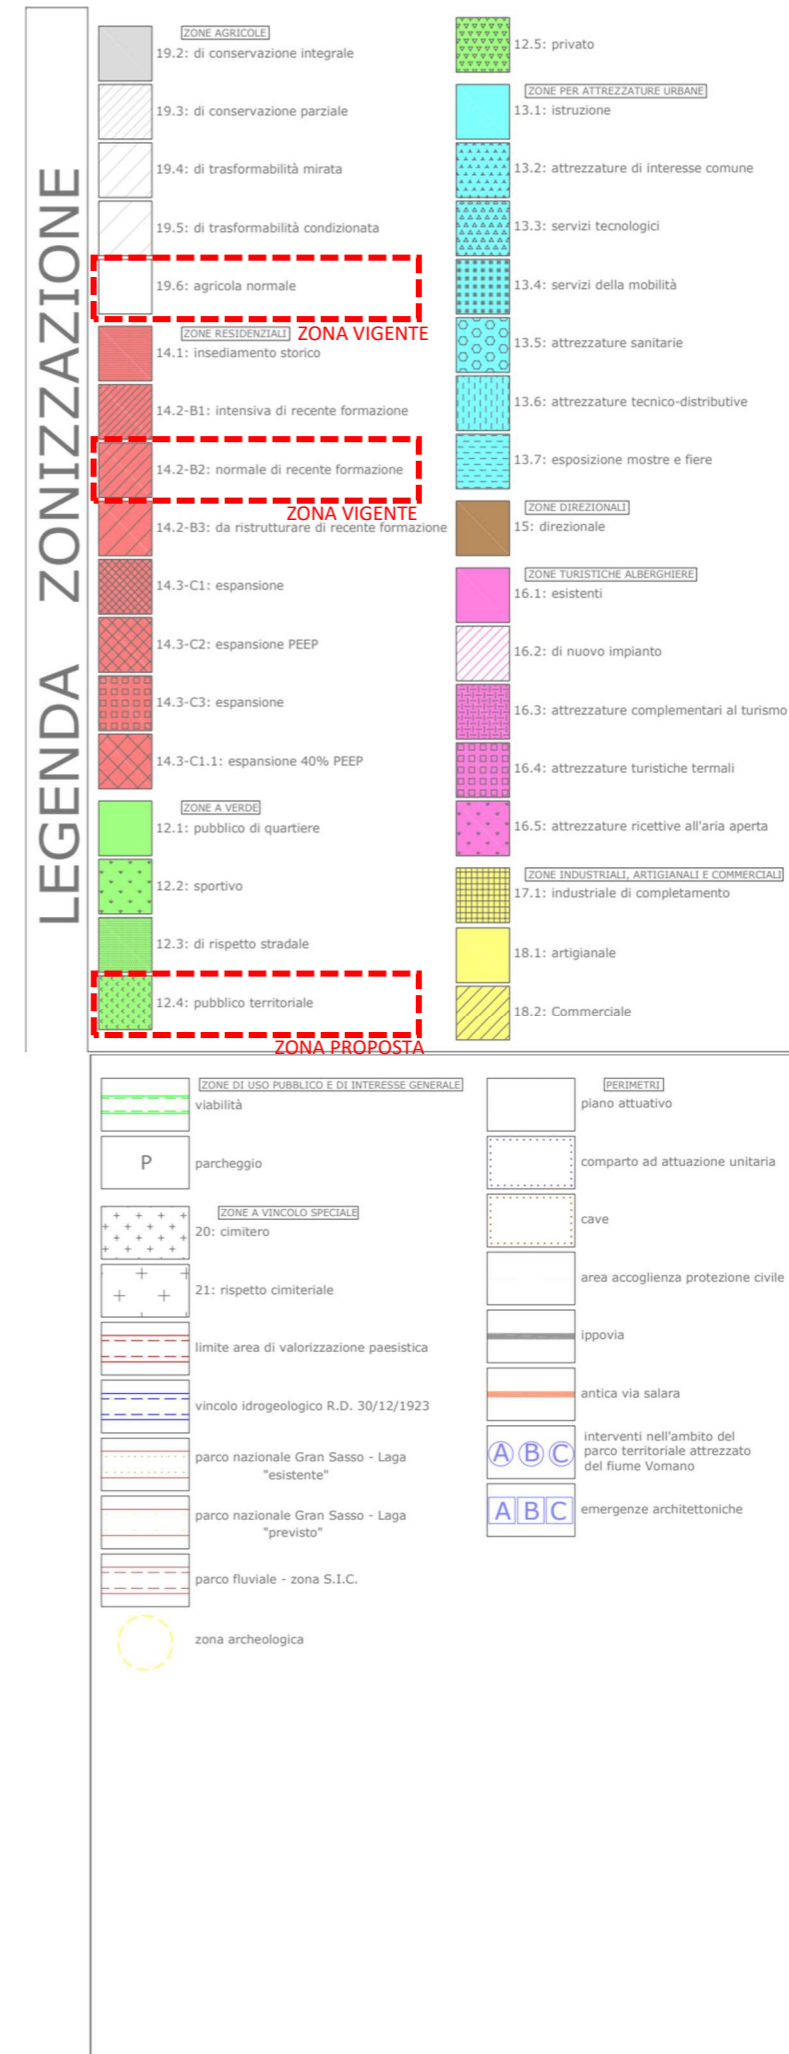 LEGENDA ZONIZZAZIONE
ZONE AGRICOLE
19.2: di conservazione integrale
19.3: di conservazione parziale
19.4: di trasformabilità mirata
19.5: di trasformabilità condizionata
19.6: agricola normale
ZONA VIGENTE
ZONE RESIDENZIALI
14.1: insediamento storico
14.2-B1: intensiva di recente formazione
14.2-B2: normale di recente formazione
ZONA VIGENTE
14.2-B3: da ristrutturare di recente formazione
14.3-C1: espansione
14.3-C2: espansione PEEP
14.3-C3: espansione
14.3-C1.1: espansione 40% PEEP
ZONE A VERDE
12.1: pubblico di quartiere
12.2: sportivo
12.3: di rispetto stradale
12.4: pubblico territoriale
ZONA PROPOSTA
12.5: privato
ZONE PER ATTREZZATURE URBANE
13.1: istruzione
13.2: attrezzature di interesse comune
13.3: servizi tecnologici
13.4: servizi della mobilità
13.5: attrezzature sanitarie
13.6: attrezzature tecnico-distributive
13.7: esposizione mostre e fiere
ZONE DIREZIONALI
15: direzionale
ZONE TURISTICHE ALBERGHIERE
16.1: esistenti
16.2: di nuovo impianto
16.3: attrezzature complementari al turismo
16.4: attrezzature turistiche termali
16.5: attrezzature ricettive all'aria aperta
ZONE INDUSTRIALI, ARTIGIANALI E COMMERCIALI
17.1: industriale di completamento
18.1: artigianale
18.2: Commerciale
ZONE DI USO PUBBLICO E DI INTERESSE GENERALE
viabilità
P parcheggio
ZONE A VINCOLO SPECIALE
20: cimitero
21: rispetto cimiteriale
limite area di valorizzazione paesistica
vincolo idrogeologico R.D. 30/12/1923
parco nazionale Gran Sasso - Laga
"esistente"
parco nazionale Gran Sasso - Laga
"previsto"
parco fluviale - zona S.I.C.
zona archeologica
PERIMETRI
piano attuativo
comparto ad attuazione unitaria
cave
area accoglienza protezione civile
ippovia
antica via salara
A B C
interventi nell'ambito del
parco territoriale attrezzato
del fiume Vomano
A B C emergenze architettoniche